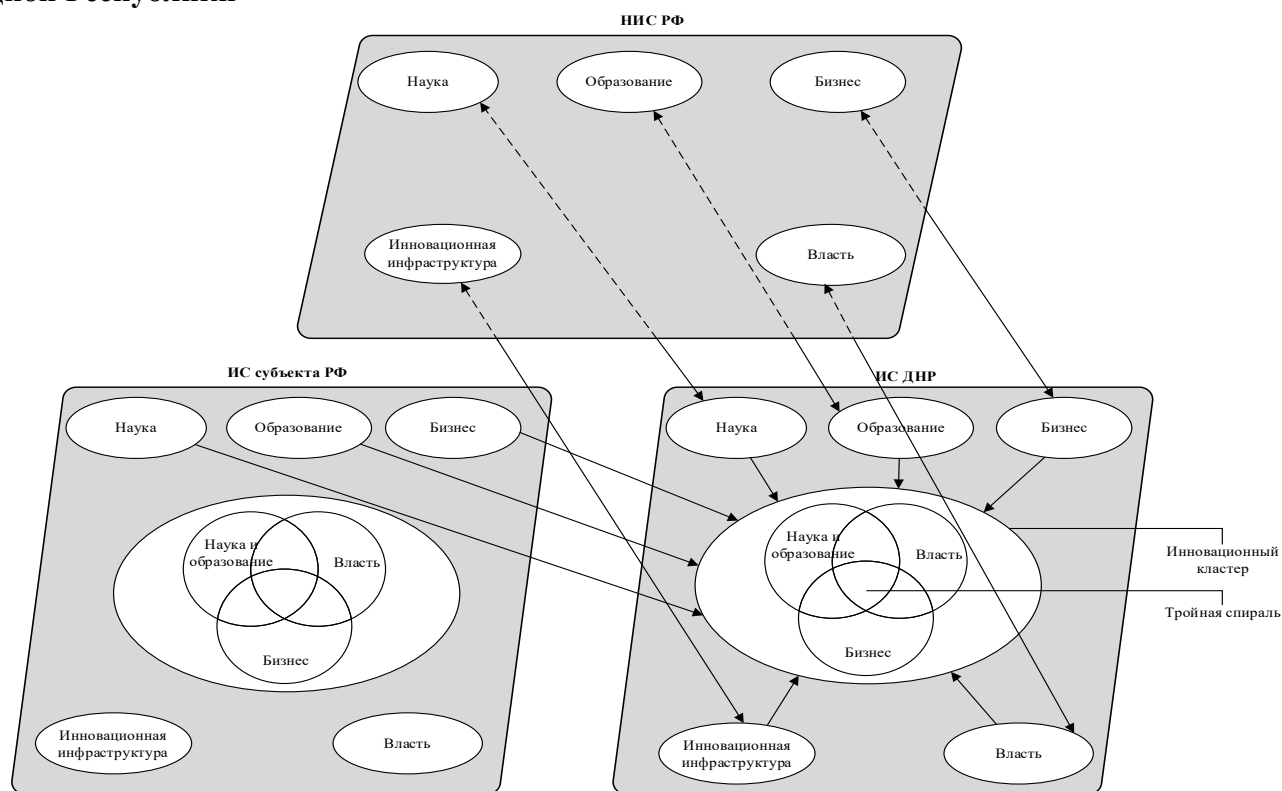 НИС РФ
Наука
Образование
Бизнес
Инновационная
инфраструктура
Власть
ИС субъекта РФ
Наука
Образование
Бизнес
Наука и
образование
Власть
Бизнес
Инновационная
инфраструктура
Власть
ИС ДНР
Наука
Образование
Бизнес
Наука и
образование
Власть
Бизнес
Инновационная
инфраструктура
Власть
Инновационный
кластер
Тройная спираль